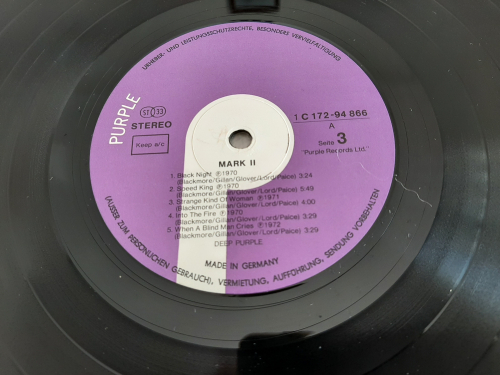 URHEBER- UND LEISTUNGSSCHUTZRECHTE, BESONDERS VERVIELFÄLTIGUNG
PURPLE
ST 33
STEREO
Keep a/c
1 C 172-94 866
A
Seite 3
"Purple Records Ltd."
MARK II
1. Black Night ℗1970
(Blackmore/Gillan/Glover/Lord/Paice) 3:24
2. Speed King ℗1970
(Blackmore/Gillan/Glover/Lord/Paice) 5:49
3. Strange Kind Of Women ℗1971
(Blackmore/Gillan/Glover/Lord/Paice) 4:00
4. Into The Fire ℗1970
(Blackmore/Gillan/Glover/Lord/Paice) 3:29
5. When A Blind Man Cries ℗1972
(Blackmore/Gillan/Glover/Lord/Paice) 3:29
DEEP PURPLE
MADE IN GERMANY
(AUSSER ZUM PERSÖNLICHEN GEBRAUCH), VERMIETUNG, AUFFÜHRUNG, SENDUNG VORBEHALTEN